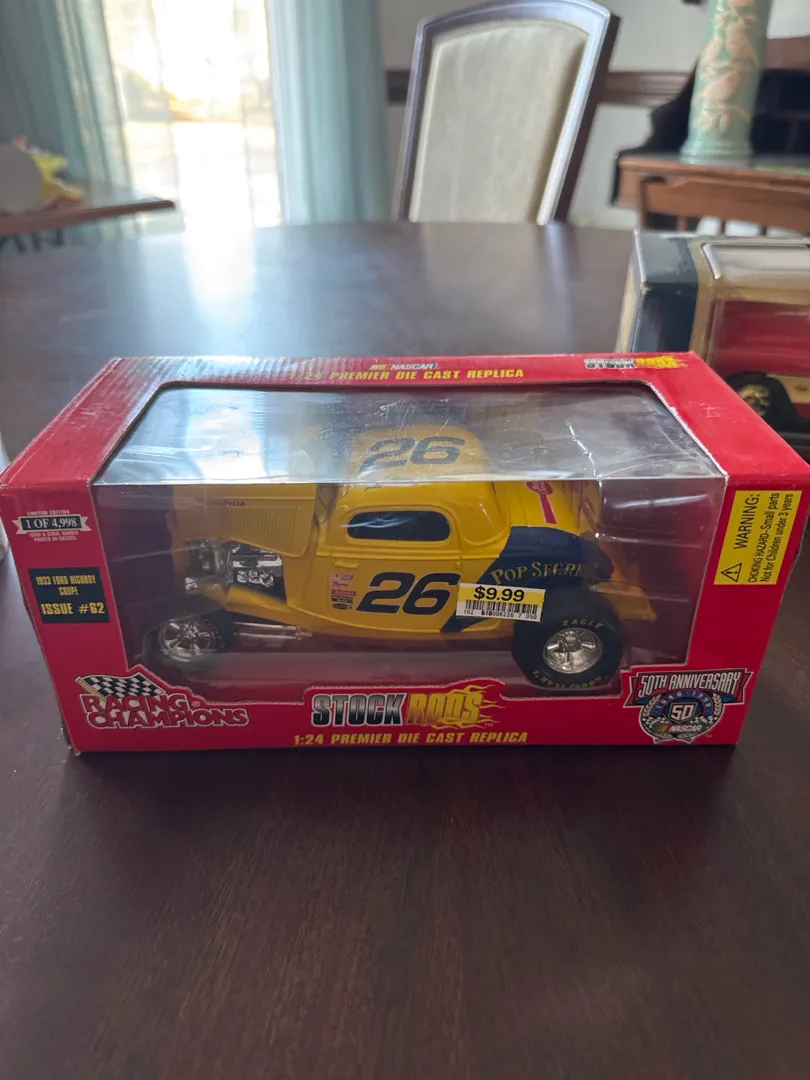 NASCAR
1:24 PREMIER DIE CAST REPLICA
STOCK RODS
26
LIMITED EDITION
1 OF 4,998
1933 FORD HIGHBOY
COUPE
ISSUE #62
26
POP-SECRET
$9.99
EAGLE
WARNING:
CHOKING HAZARD-Small parts
Not for Children under 3 years
RACING
CHAMPIONS
STOCK RODS
1:24 PREMIER DIE CAST REPLICA
50TH ANNIVERSARY
50
NASCAR